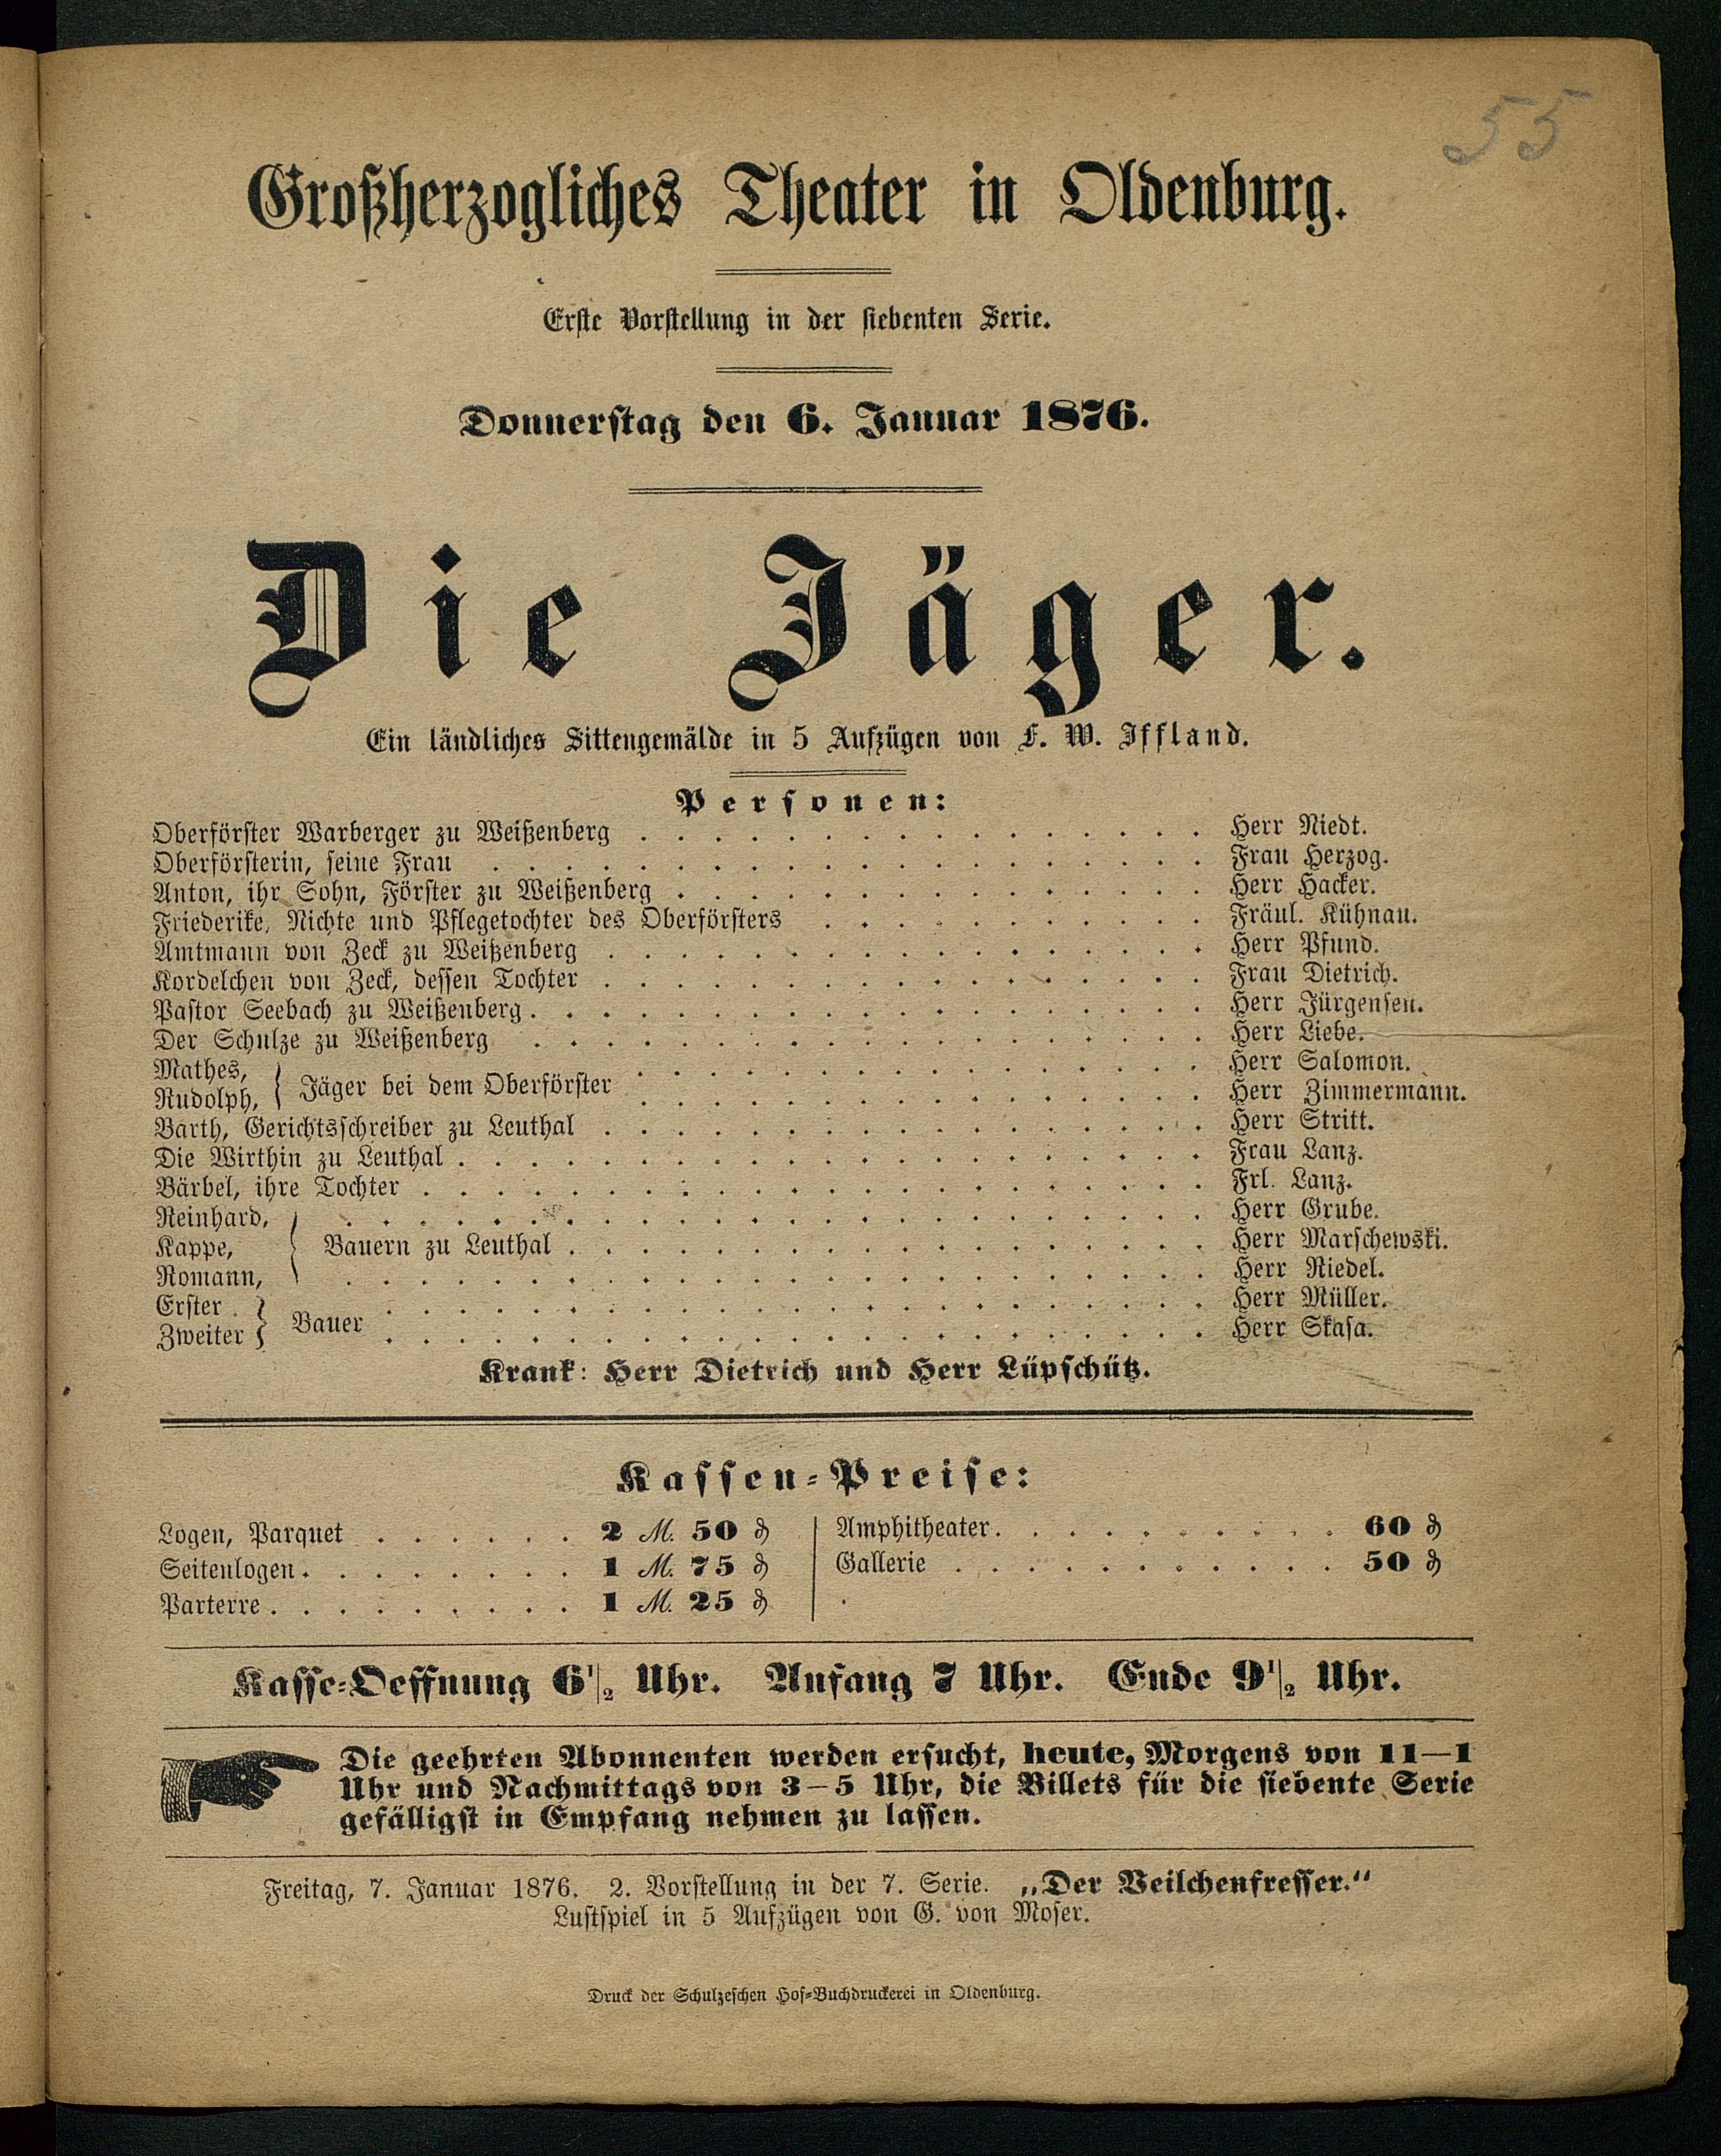 55
Großherzogliches Theater in Oldenburg.
Erste Vorstellung in der siebenten Serie.
Donnerstag den 6. Januar 1876.
Die Jäger.
Ein ländliches Sittengemälde in 5 Aufzügen von F. W. Iffland.
Personen:
Oberförster Warberger zu Weißenberg . . . . . . . . . . . . . . . . Herr Niedt.
Oberförsterin, seine Frau . . . . . . . . . . . . . . . . . . . . Frau Herzog.
Anton, ihr Sohn, Förster zu Weißenberg . . . . . . . . . . . . . . . Herr Hacker.
Friederike, Nichte und Pflegetochter des Oberförsters . . . . . . . . . . . Fräul. Kühnau.
Amtmann von Zeck zu Weißenberg . . . . . . . . . . . . . . . . . Herr Pfund.
Kordelchen von Zeck, dessen Tochter . . . . . . . . . . . . . . . . . Frau Dietrich.
Pastor Seebach zu Weißenberg . . . . . . . . . . . . . . . . . . . Herr Jürgensen.
Der Schulze zu Weißenberg . . . . . . . . . . . . . . . . . . . Herr Liebe.
Mathes, . . . . . . . . . . . . . . . . Herr Salomon.
Jäger bei dem Oberförster
Rudolph, . . . . . . . . . . . . . . . . Herr Zimmermann.
Barth, Gerichtsschreiber zu Leuthal . . . . . . . . . . . . . . . . . Herr Stritt.
Die Wirthin zu Leuthal . . . . . . . . . . . . . . . . . . . . . Frau Lanz.
Bärbel, ihre Tochter . . . . . . . . . . . . . . . . . . . . . . Frl. Lanz.
Reinhard, . . . . . . . . . . . . . . . . . . . . . . . . Herr Grube.
Kappe, Bauern zu Leuthal . . . . . . . . . . . . . . . . . . Herr Marschewski.
Romann, . . . . . . . . . . . . . . . . . . . . . . . . Herr Riedel.
Erster . . . . . . . . . . . . . . . . . . . . . . . Herr Müller.
Bauer
Zweiter . . . . . . . . . . . . . . . . . . . . . . . Herr Skasa.
Krank: Herr Dietrich und Herr Lüpschütz.
Kassen-Preise:
Logen, Parquet . . . . . . 2 M. 50 ₰
Seitenlogen . . . . . . . . 1 M. 75 ₰
Parterre . . . . . . . . . 1 M. 25 ₰
Amphitheater . . . . . . . . . . 60 ₰
Gallerie . . . . . . . . . . . 50 ₰
Kasse-Oeffnung 6 1/2 Uhr. Anfang 7 Uhr. Ende 9 1/2 Uhr.
Die geehrten Abonnenten werden ersucht, heute, Morgens von 11—1
Uhr und Nachmittags von 3—5 Uhr, die Billets für die siebente Serie
gefälligst in Empfang nehmen zu lassen.
Freitag, 7. Januar 1876. 2. Vorstellung in der 7. Serie. „Der Veilchenfresser.“
Lustspiel in 5 Aufzügen von G. von Moser.
Druck der Schulzeschen Hof-Buchdruckerei in Oldenburg.